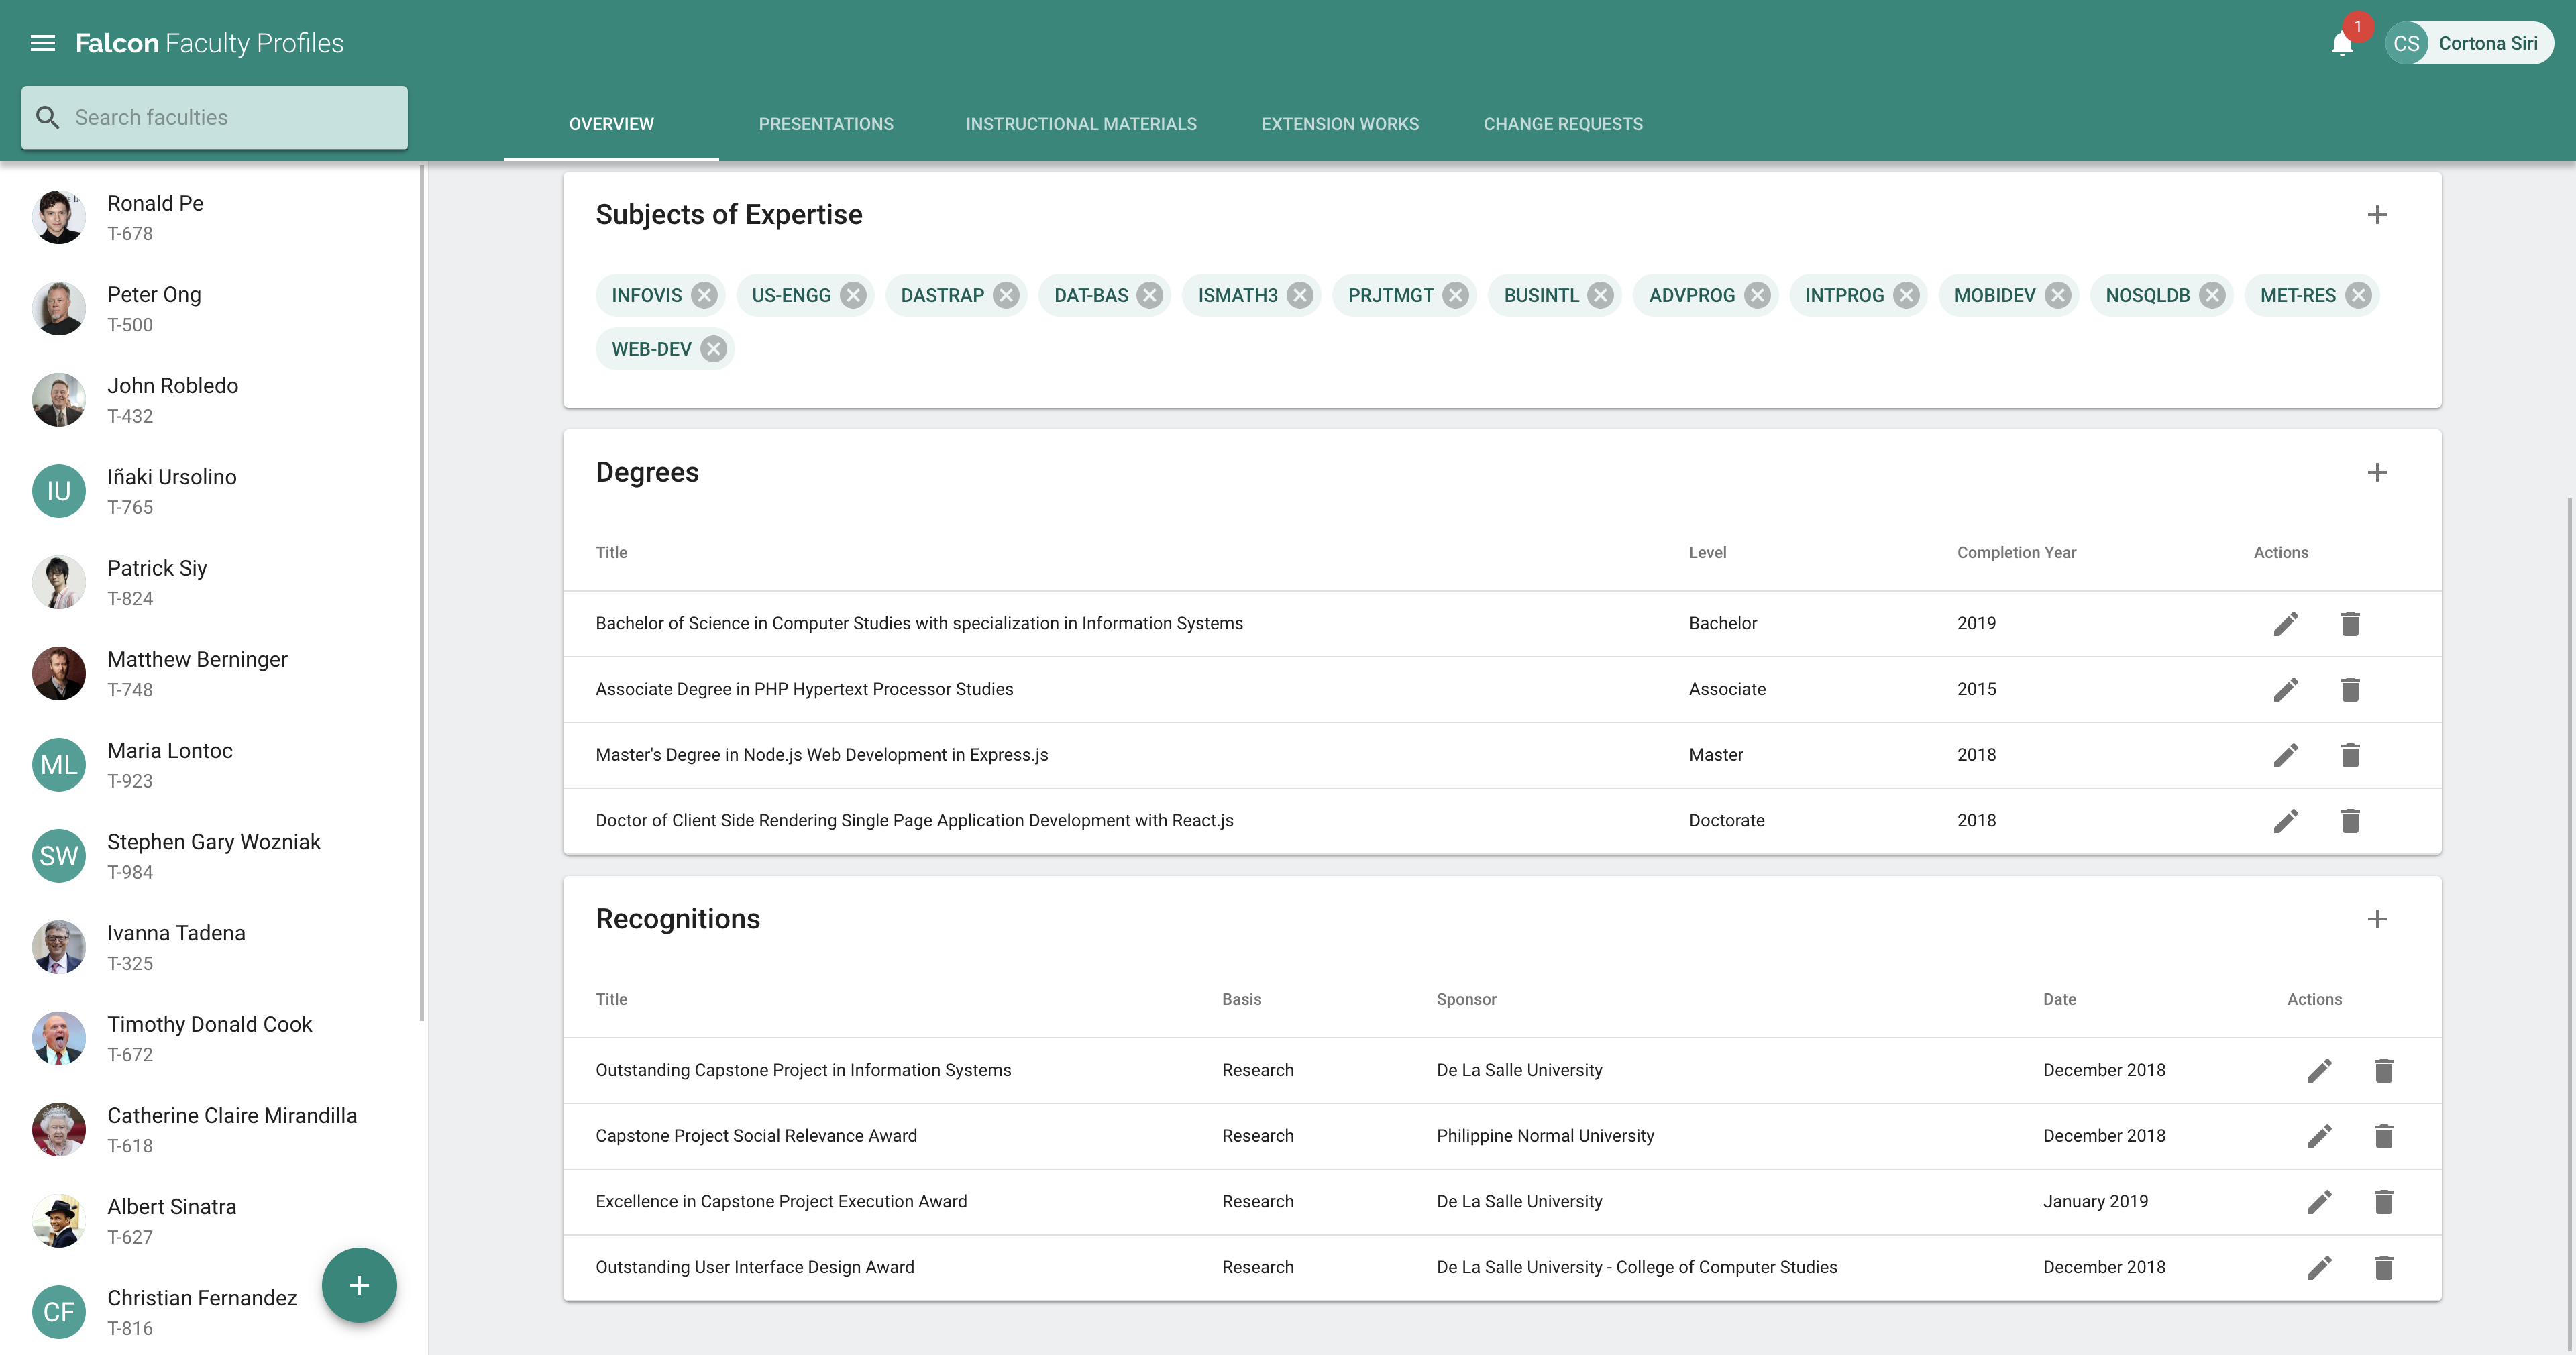 Falcon Faculty Profiles
1
CS Cortona Siri
Search faculties
OVERVIEW PRESENTATIONS INSTRUCTIONAL MATERIALS EXTENSION WORKS CHANGE REQUESTS
Ronald Pe
T-678
Peter Ong
T-500
John Robledo
T-432
IU
Iñaki Ursolino
T-765
Patrick Siy
T-824
Matthew Berninger
T-748
ML
Maria Lontoc
T-923
SW
Stephen Gary Wozniak
T-984
Ivanna Tadena
T-325
Timothy Donald Cook
T-672
Catherine Claire Mirandilla
T-618
Albert Sinatra
T-627
CF
Christian Fernandez
T-816
Subjects of Expertise
INFOVIS US-ENGG DASTRAP DAT-BAS ISMATH3 PRJTMGT BUSINTL ADVPROG INTPROG MOBIDEV NOSQLDB MET-RES
WEB-DEV
Degrees
Title Level Completion Year Actions
Bachelor of Science in Computer Studies with specialization in Information Systems Bachelor 2019
Associate Degree in PHP Hypertext Processor Studies Associate 2015
Master's Degree in Node.js Web Development in Express.js Master 2018
Doctor of Client Side Rendering Single Page Application Development with React.js Doctorate 2018
Recognitions
Title Basis Sponsor Date Actions
Outstanding Capstone Project in Information Systems Research De La Salle University December 2018
Capstone Project Social Relevance Award Research Philippine Normal University December 2018
Excellence in Capstone Project Execution Award Research De La Salle University January 2019
Outstanding User Interface Design Award Research De La Salle University - College of Computer Studies December 2018